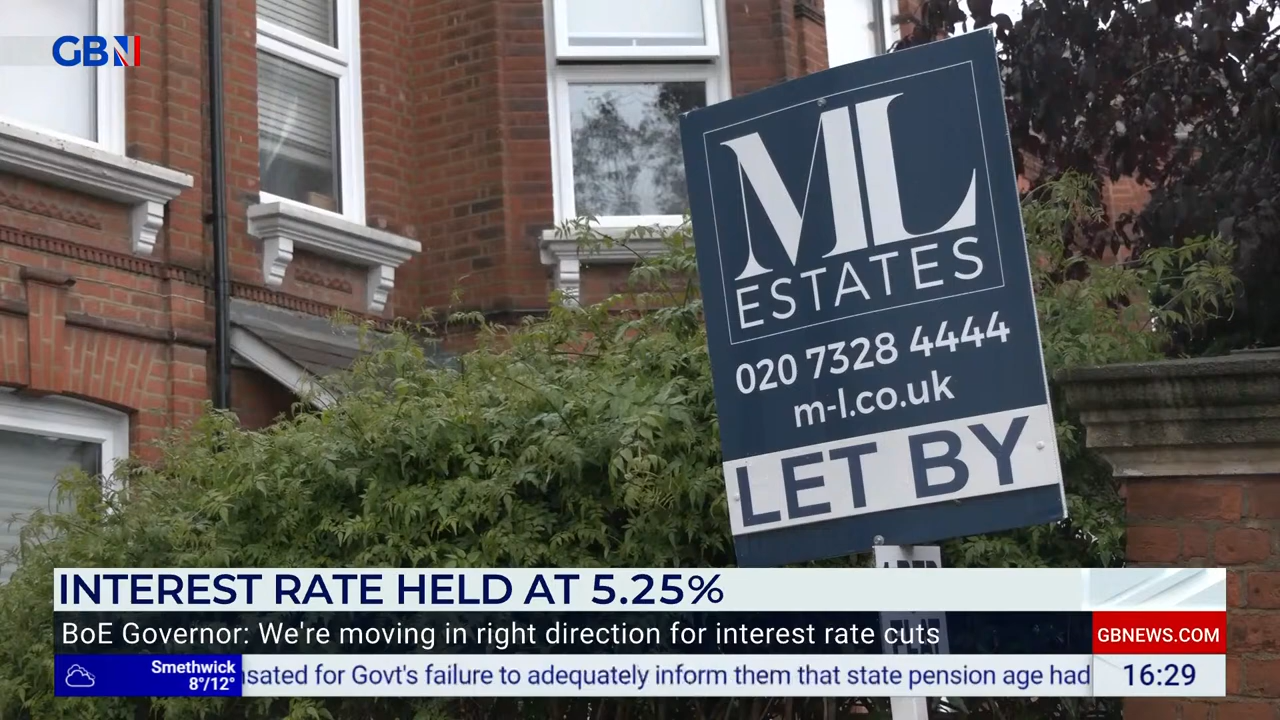 GBN
ML
ESTATES
020 7328 4444
m-l.co.uk
LET BY
INTEREST RATE HELD AT 5.25%
BoE Governor: We're moving in right direction for interest rate cuts
GBNEWS.COM
Smethwick
8°/12°
sated for Govt's failure to adequately inform them that state pension age had
16:29